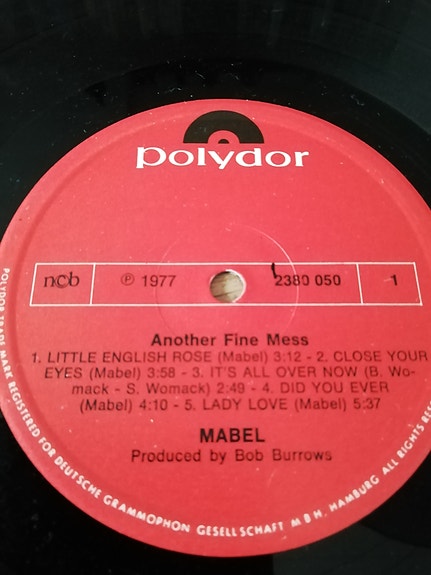 polydor
ncb
℗ 1977
2380 050
1
Another Fine Mess
1. LITTLE ENGLISH ROSE (Mabel) 3:12 - 2. CLOSE YOUR
EYES (Mabel) 3:58 - 3. IT'S ALL OVER NOW (B. Wo-
mack - S. Womack) 2:49 - 4. DID YOU EVER
(Mabel) 4:10 - 5. LADY LOVE (Mabel) 5:37
MABEL
Produced by Bob Burrows
POLYDOR TRADE MARK REGISTERED FOR DEUTSCHE GRAMMOPHON GESELLSCHAFT M B H. HAMBURG ALL RIGHTS